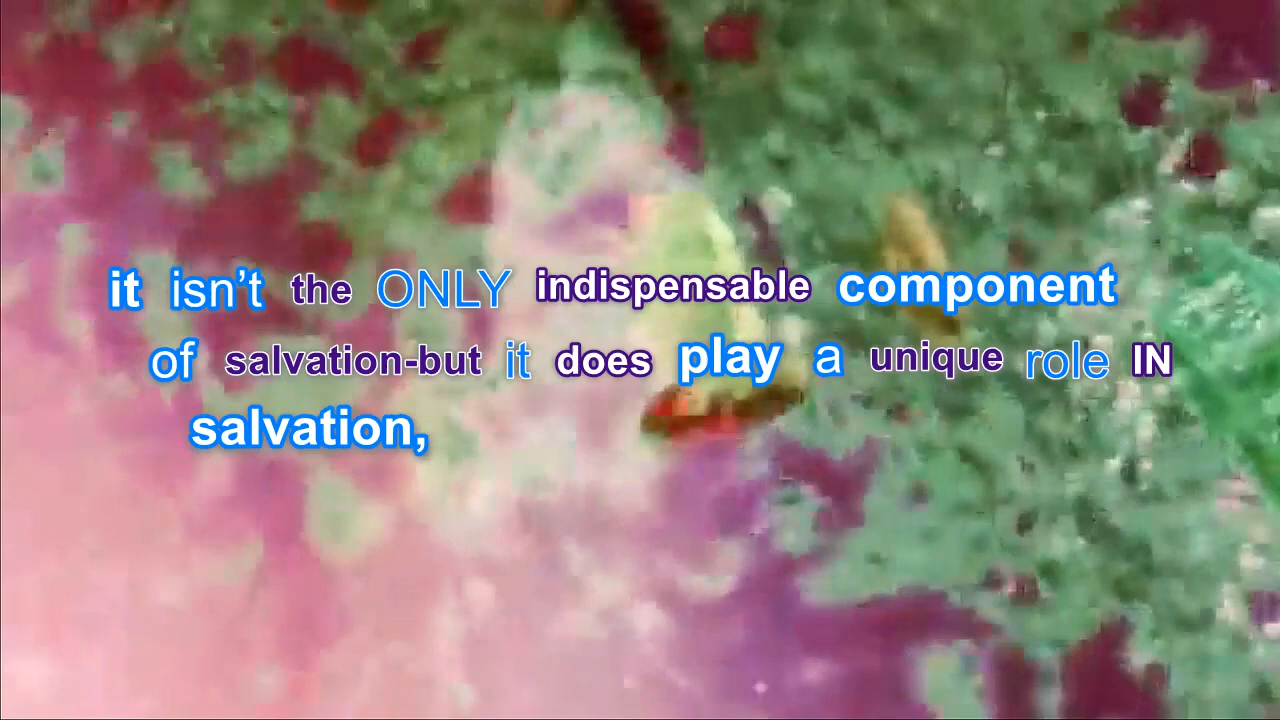 it isn’t the ONLY indispensable component
of salvation-but it does play a unique role IN
salvation,